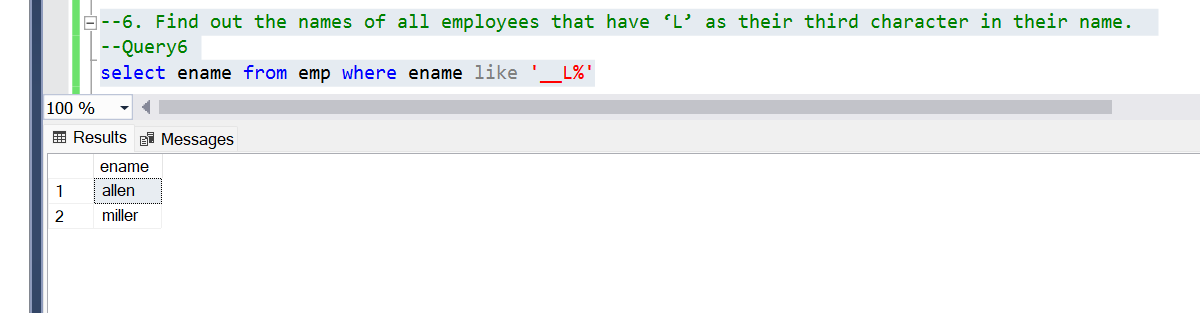 --6. Find out the names of all employees that have ‘L’ as their third character in their name.
--Query6
select ename from emp where ename like '__L%'
100 %
Results Messages
ename
1 allen
2 miller